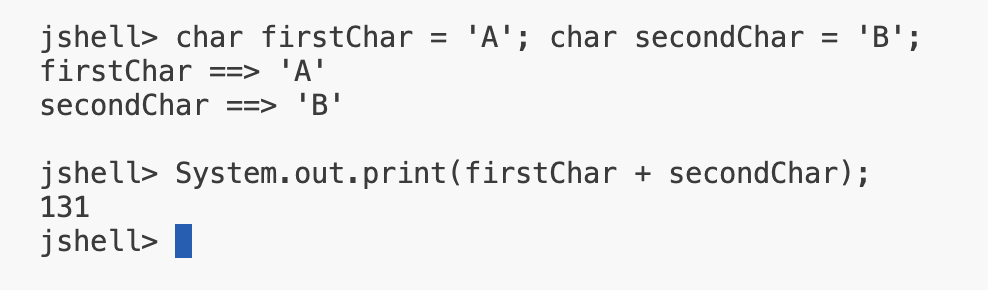 jshell> char firstChar = 'A'; char secondChar = 'B';
firstChar ==> 'A'
secondChar ==> 'B'
jshell> System.out.print(firstChar + secondChar);
131
jshell>